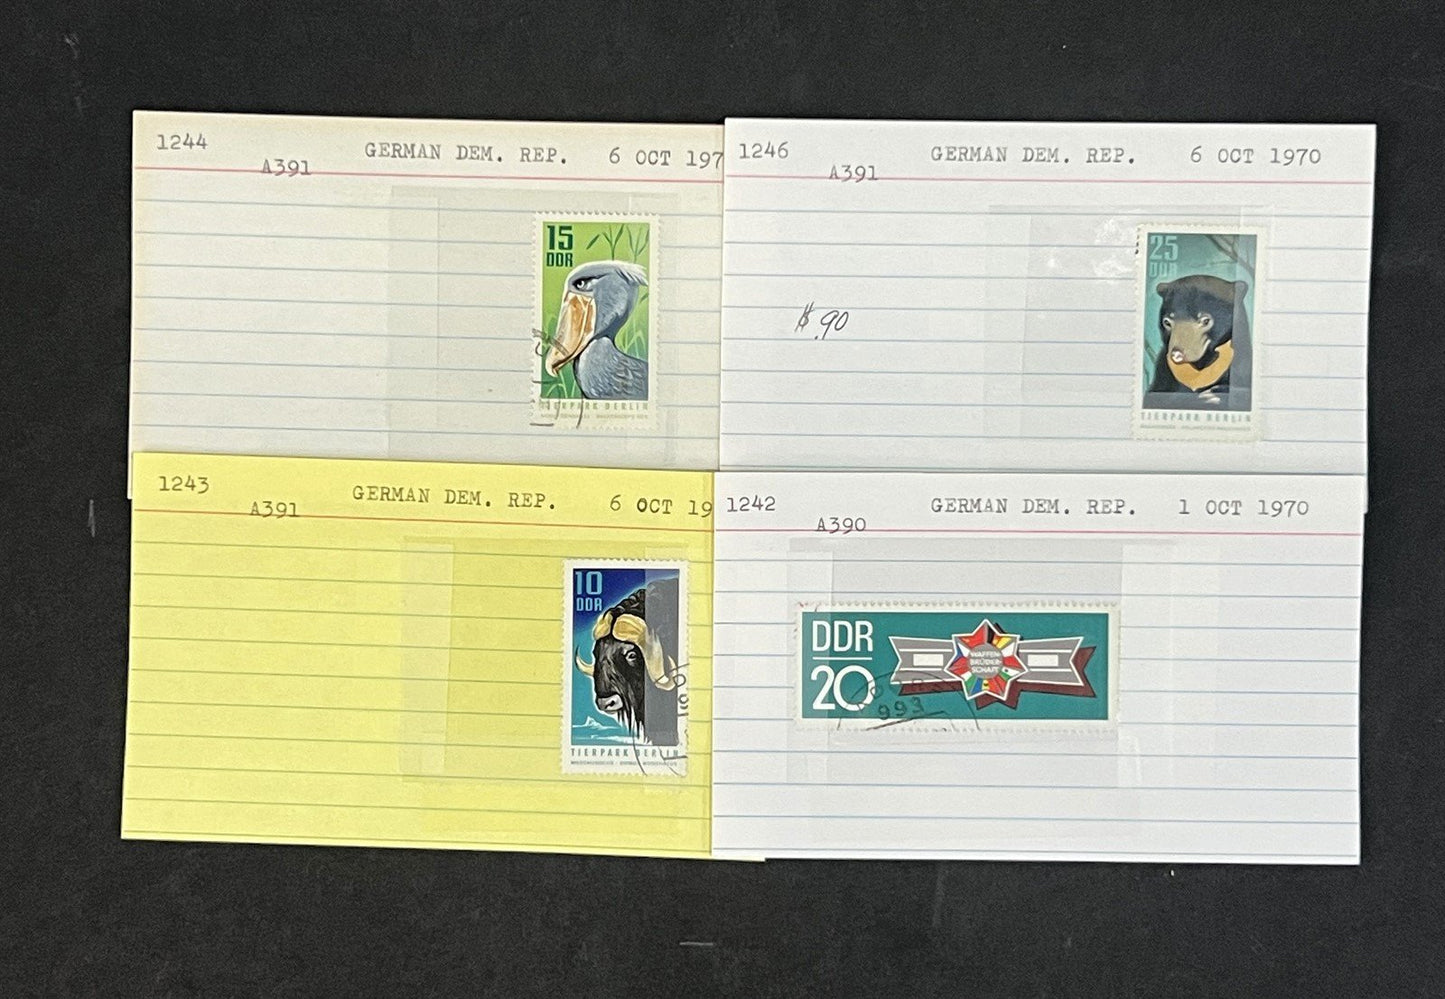 1244 GERMAN DEM. REP. 6 OCT 197
A391
15
DDR
TIERPARK BERLIN
1246 GERMAN DEM. REP. 6 OCT 1970
A391
$.90
25
DDR
TIERPARK BERLIN
1243 GERMAN DEM. REP. 6 OCT 19
A391
10
DDR
TIERPARK BERLIN
1242 GERMAN DEM. REP. 1 OCT 1970
A390
DDR
20
WAFFEN-
BRÜDER-
SCHAFT
993